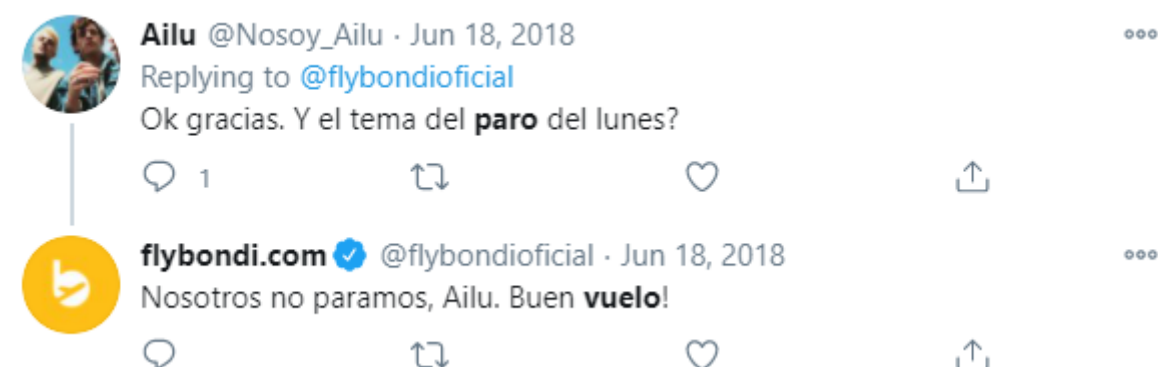 Ailu @Nosoy_Ailu · Jun 18, 2018
Replying to @flybondioficial
Ok gracias. Y el tema del paro del lunes?
1
flybondi.com @flybondioficial · Jun 18, 2018
Nosotros no paramos, Ailu. Buen vuelo!